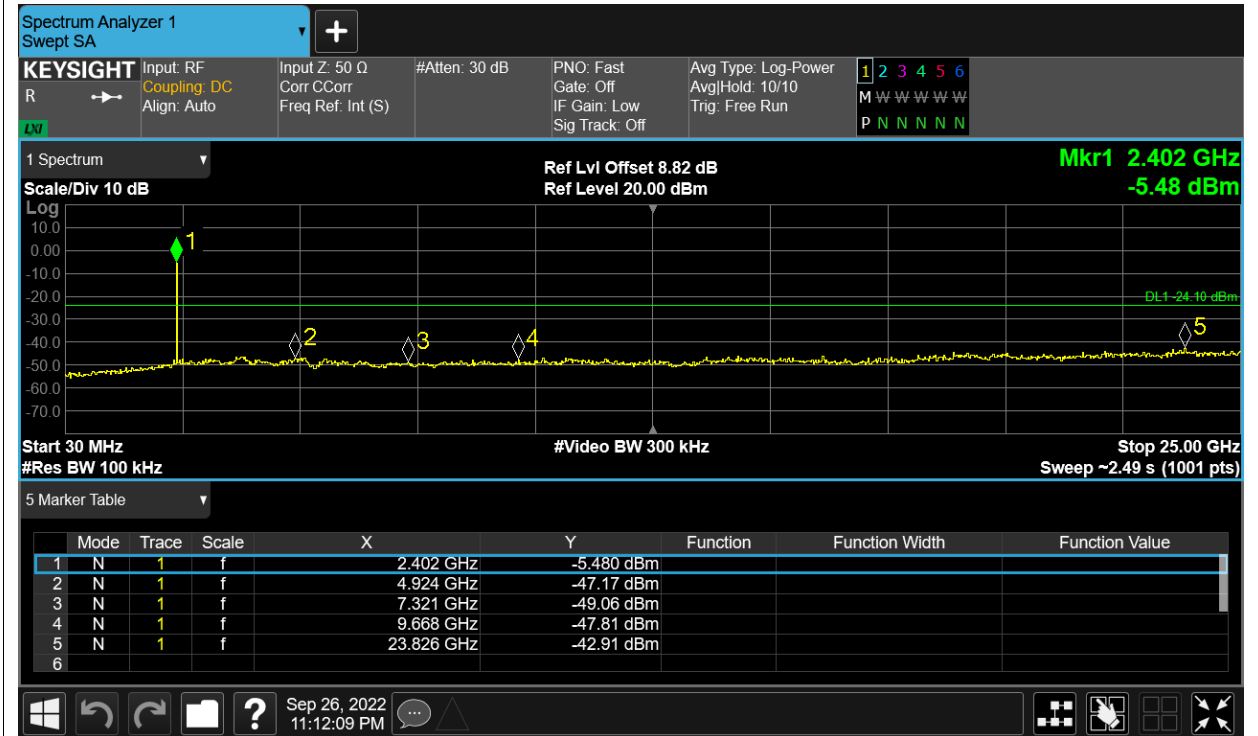 Spectrum Analyzer 1
Swept SA
KEYSIGHT
R
LXI
Input: RF
Coupling: DC
Align: Auto
Input Z: 50 Ω
Corr CCorr
Freq Ref: Int (S)
#Atten: 30 dB
PNO: Fast
Gate: Off
IF Gain: Low
Sig Track: Off
Avg Type: Log-Power
Avg|Hold: 10/10
Trig: Free Run
1 2 3 4 5 6
M W W W W W
P N N N N N
1 Spectrum
Scale/Div 10 dB
Ref Lvl Offset 8.82 dB
Ref Level 20.00 dBm
Mkr1 2.402 GHz
-5.48 dBm
Log
10.0
0.00
-10.0
-20.0
-30.0
-40.0
-50.0
-60.0
-70.0
1
2
3
4
5
DL1 -24.10 dBm
Start 30 MHz
#Video BW 300 kHz
Stop 25.00 GHz
#Res BW 100 kHz
Sweep ~2.49 s (1001 pts)
5 Marker Table
Mode Trace Scale X Y Function Function Width Function Value
1 N 1 f 2.402 GHz -5.480 dBm
2 N 1 f 4.924 GHz -47.17 dBm
3 N 1 f 7.321 GHz -49.06 dBm
4 N 1 f 9.668 GHz -47.81 dBm
5 N 1 f 23.826 GHz -42.91 dBm
6
?
Sep 26, 2022
11:12:09 PM